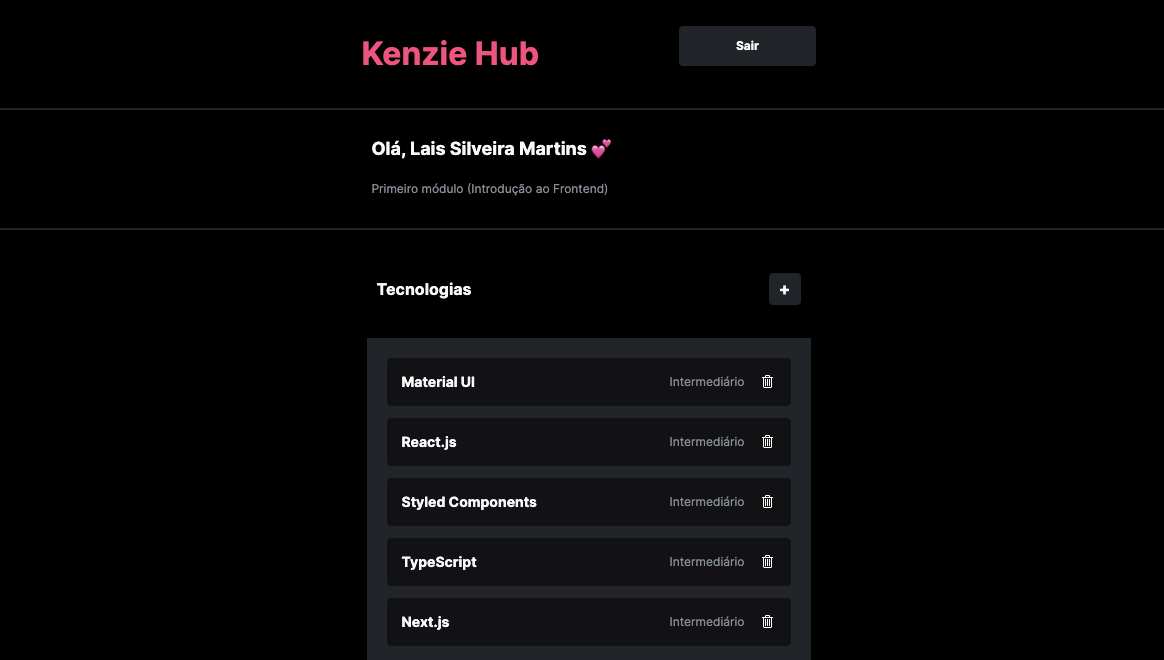 Kenzie Hub
Sair
Olá, Lais Silveira Martins 💕
Primeiro módulo (Introdução ao Frontend)
Tecnologias
+
Material UI Intermediário
React.js Intermediário
Styled Components Intermediário
TypeScript Intermediário
Next.js Intermediário